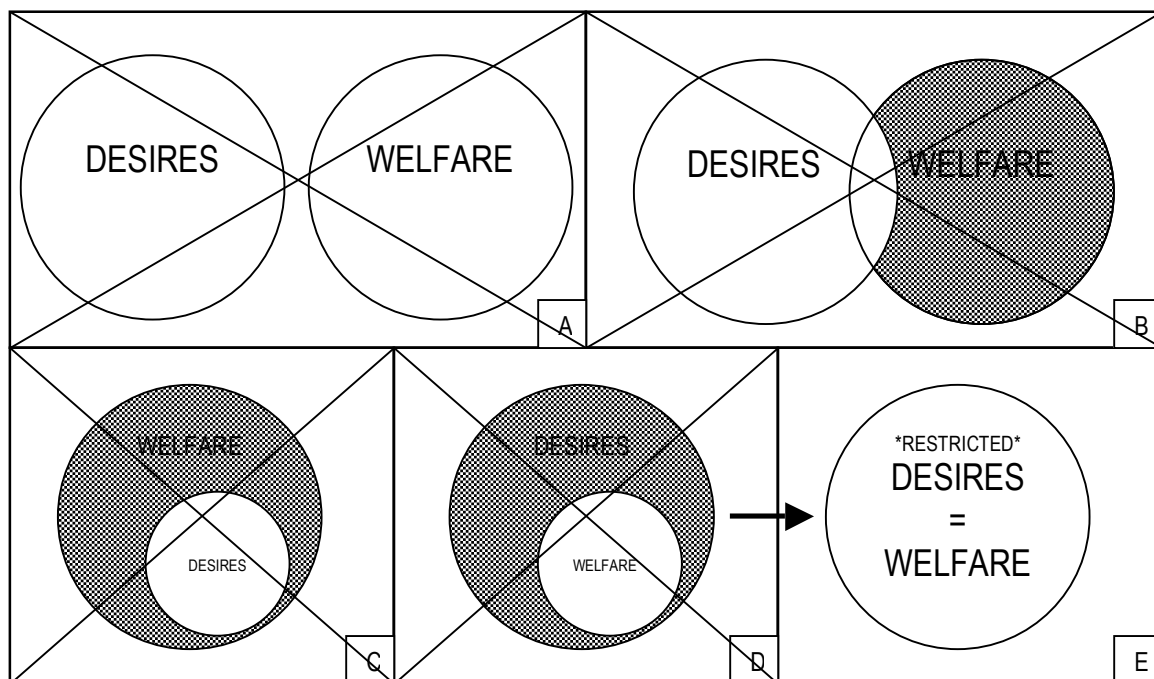 DESIRES
WELFARE
A
DESIRES
WELFARE
B
WELFARE
DESIRES
C
DESIRES
WELFARE
D
*RESTRICTED*
DESIRES
=
WELFARE
E